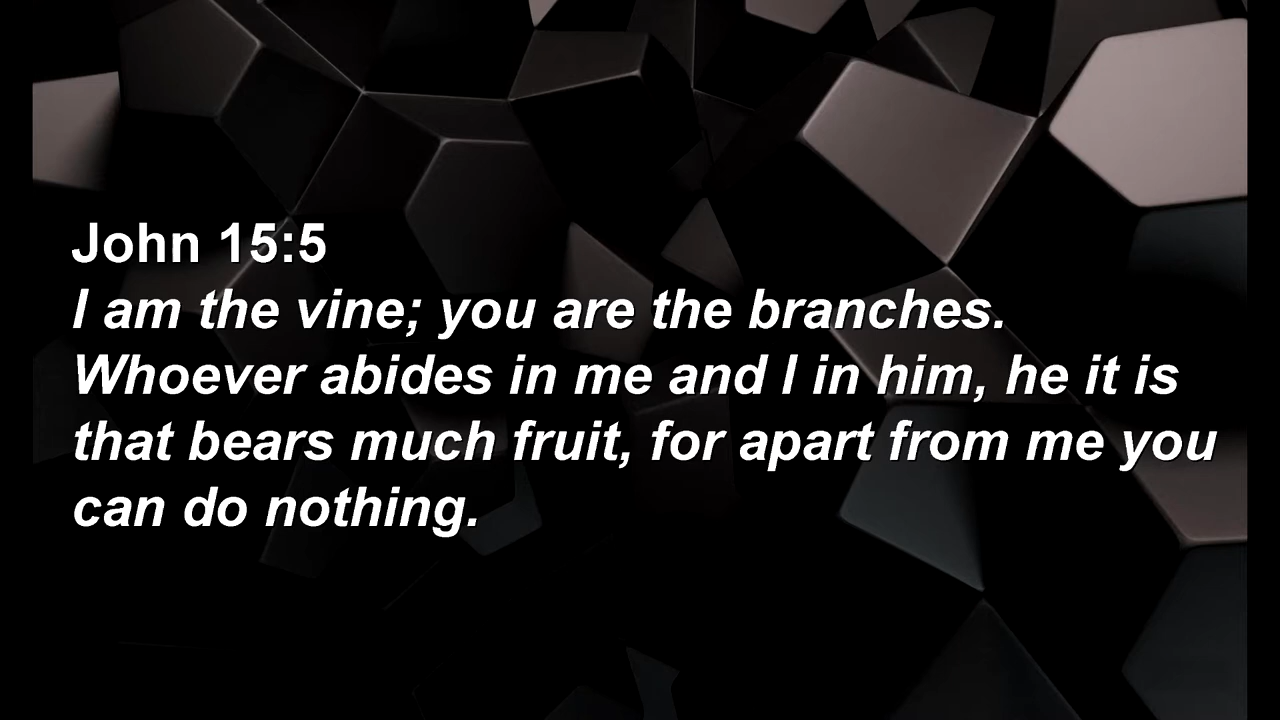 John 15:5
I am the vine; you are the branches.
Whoever abides in me and I in him, he it is
that bears much fruit, for apart from me you
can do nothing.